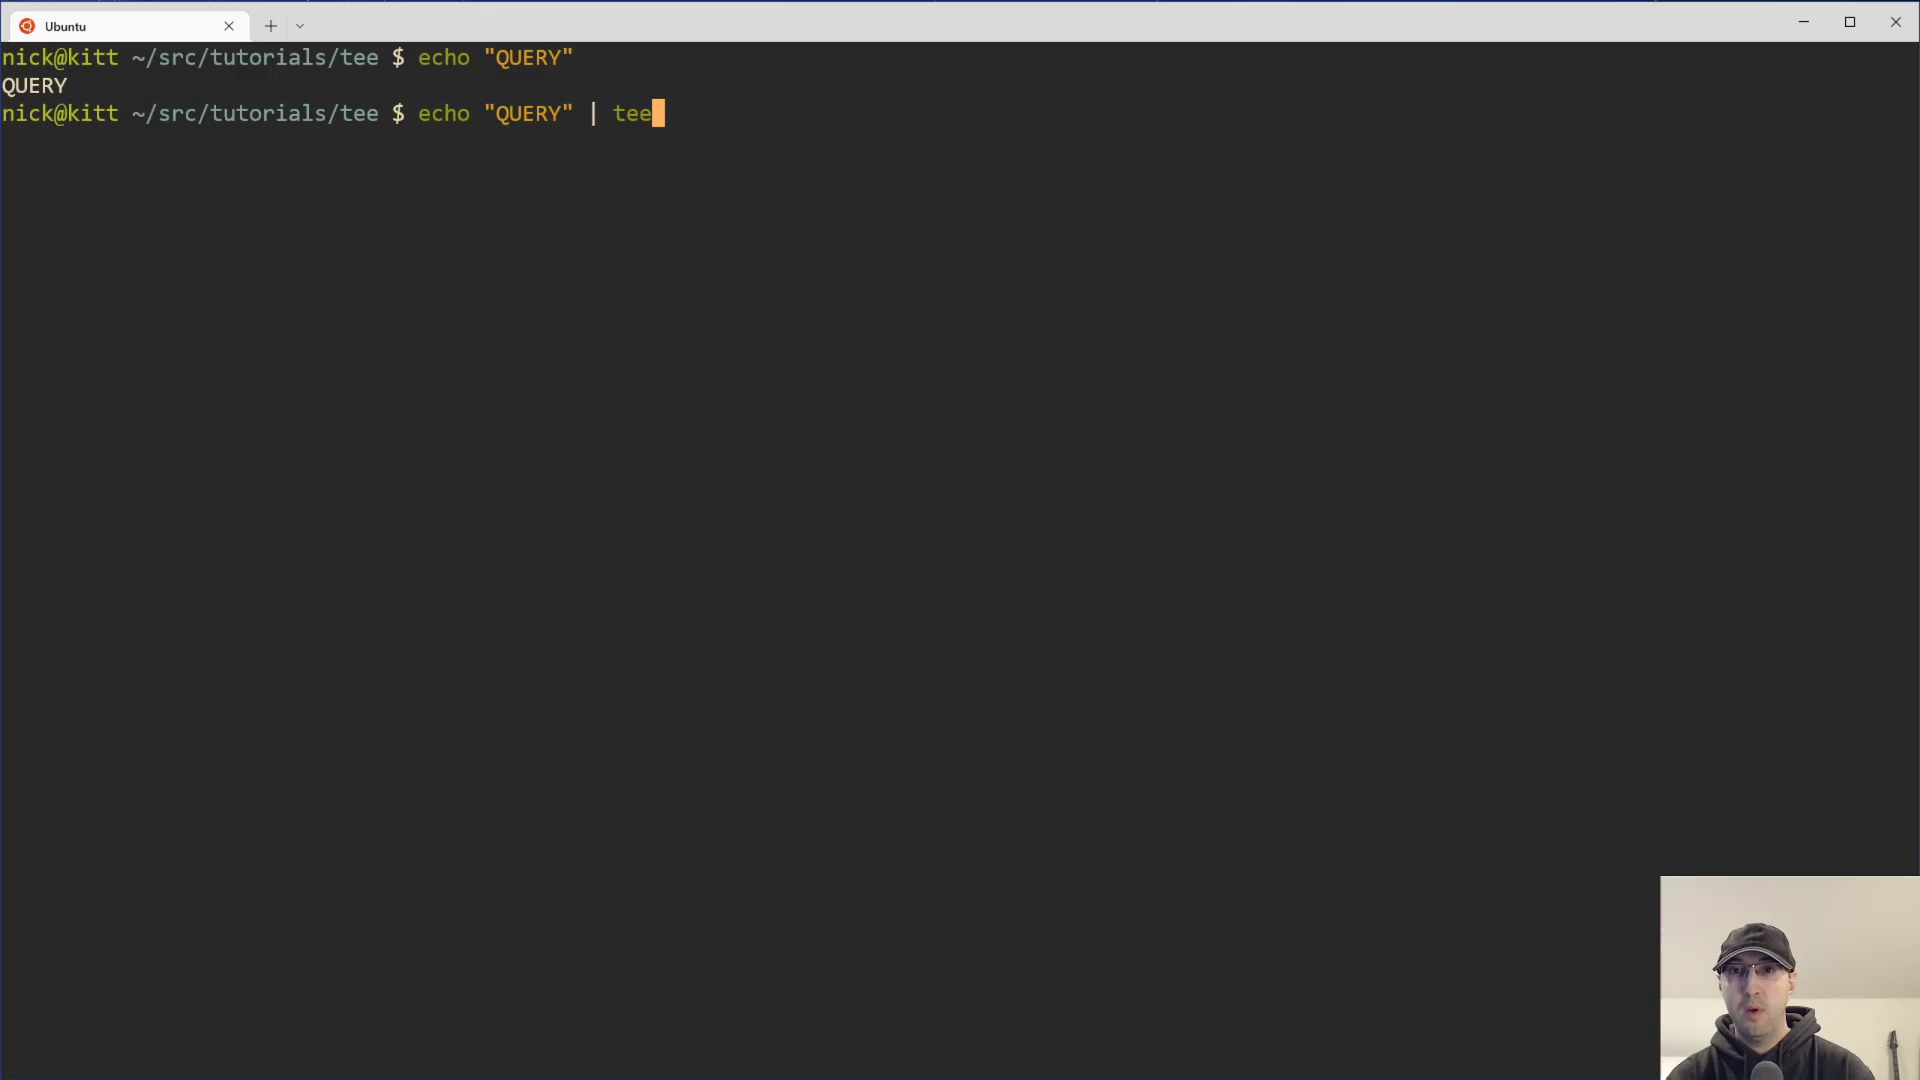 Ubuntu
nick@kitt ~/src/tutorials/tee $ echo "QUERY"
QUERY
nick@kitt ~/src/tutorials/tee $ echo "QUERY" | tee